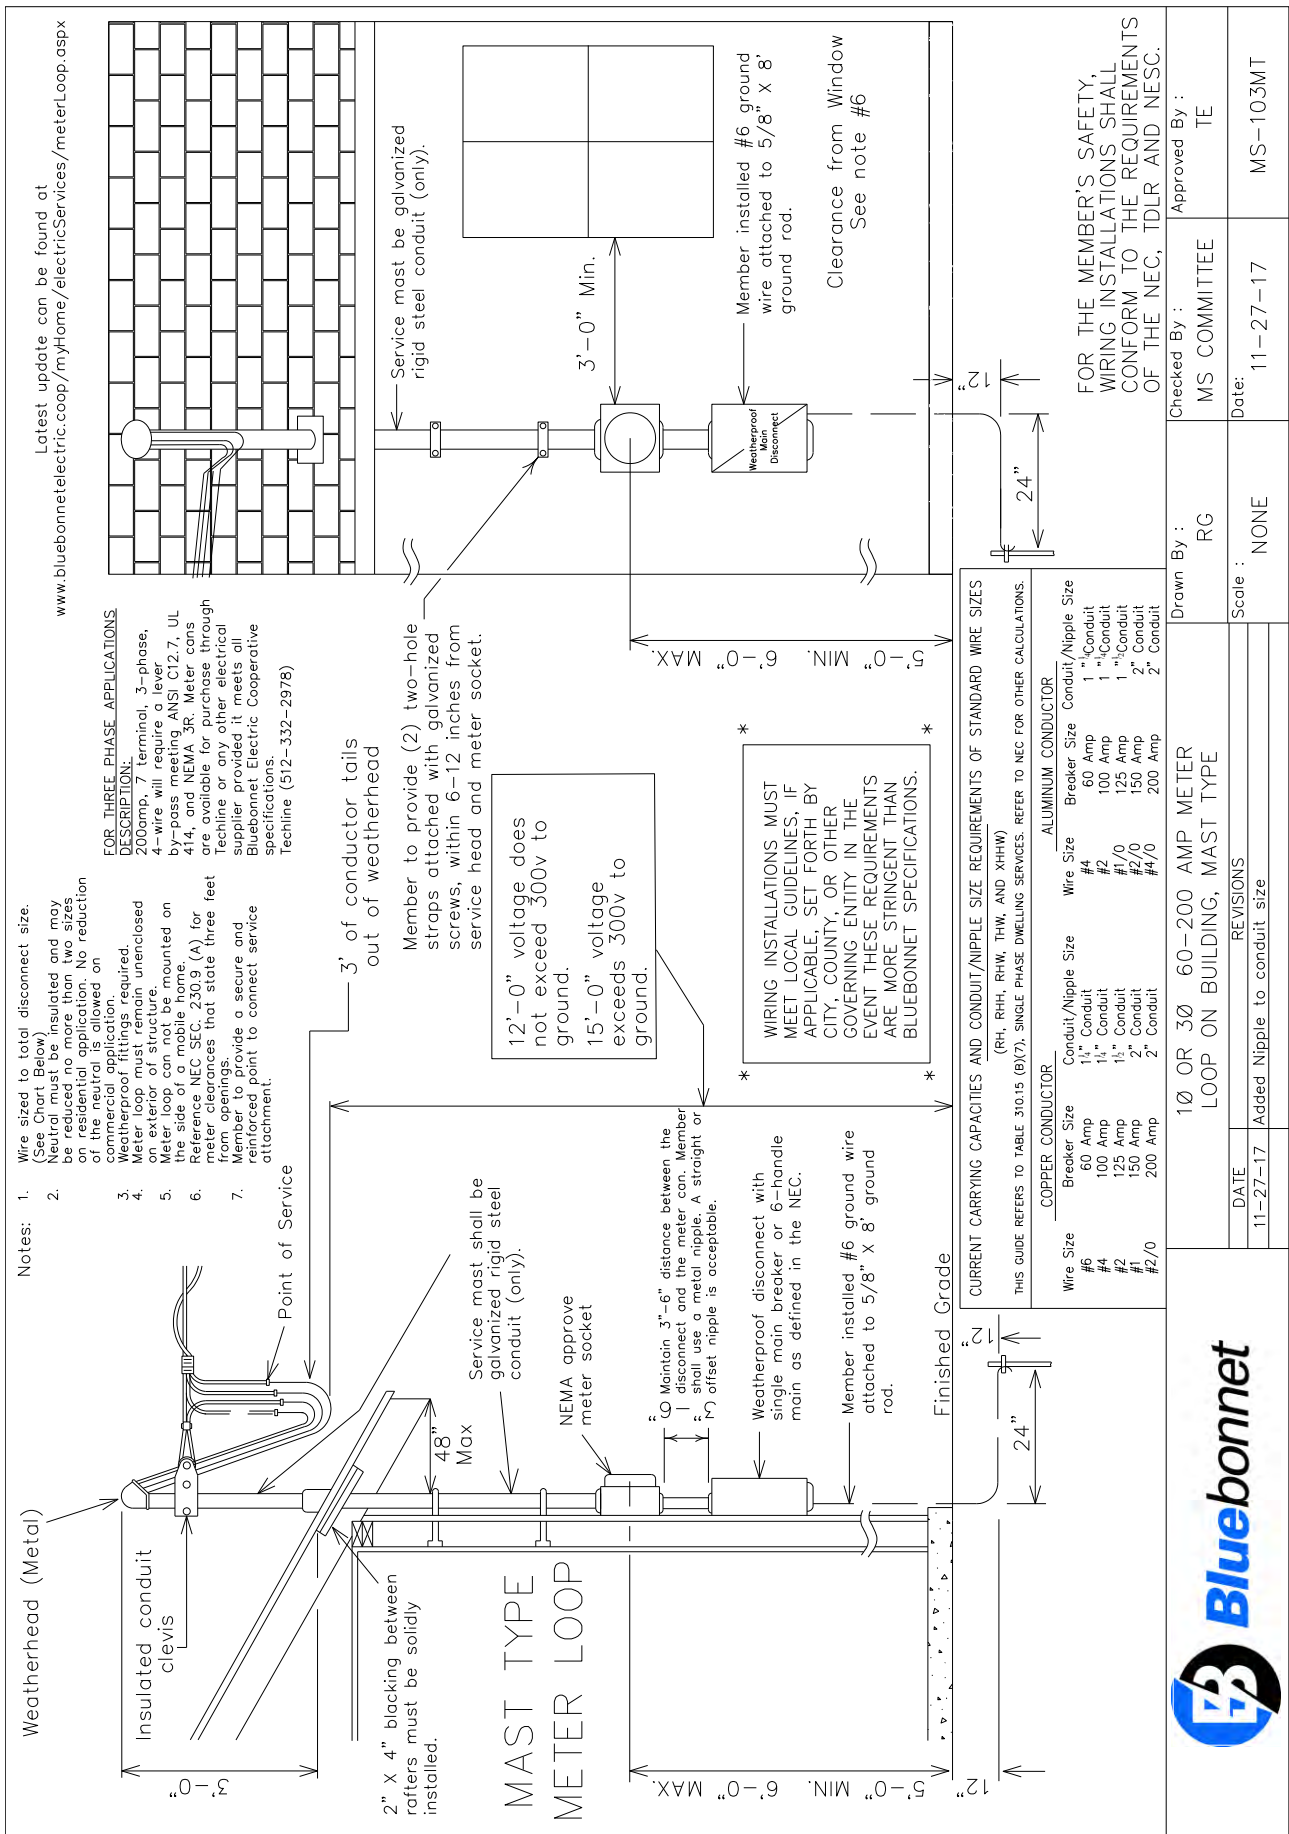 Latest update can be found at
www.bluebonnetelectric.coop/myHome/electricServices/meterLoop.aspx
Notes:
1. Wire sized to total disconnect size.
(See Chart Below)
2. Neutral must be insulated and may
be reduced no more than two sizes
on residential application. No reduction
of the neutral is allowed on
commercial application.
3. Weatherproof fittings required.
4. Meter loop must remain unenclosed
on exterior of structure.
5. Meter loop can not be mounted on
the side of a mobile home.
6. Reference NEC SEC. 230.9 (A) for
meter clearances that state three feet
from openings.
7. Member to provide a secure and
reinforced point to connect service
attachment.
FOR THREE PHASE APPLICATIONS
DESCRIPTION:
200amp, 7 terminal, 3-phase,
4-wire will require a lever
by-pass meeting ANSI C12.7, UL
414, and NEMA 3R. Meter cans
are available for purchase through
Techline or any other electrical
supplier provided it meets all
Bluebonnet Electric Cooperative
specifications.
Techline (512-332-2978)
Weatherhead (Metal)
Insulated conduit
clevis
3'-0"
2" X 4" blacking between
rafters must be solidly
installed.
MAST TYPE
METER LOOP
Point of Service
3' of conductor tails
out of weatherhead
Service mast shall be
galvanized rigid steel
conduit (only).
48"
Max
NEMA approve
meter socket
3"-6"
Maintain 3"-6" distance between the
disconnect and the meter can. Member
shall use a metal nipple. A straight or
offset nipple is acceptable.
Weatherproof disconnect with
single main breaker or 6-handle
main as defined in the NEC.
Member installed #6 ground wire
attached to 5/8" X 8' ground
rod.
Finished Grade
5'-0" MIN. 6'-0" MAX.
12"
24"
12"
Member to provide (2) two-hole
straps attached with galvanized
screws, within 6-12 inches from
service head and meter socket.
12'-0" voltage does
not exceed 300v to
ground.
15'-0" voltage
exceeds 300v to
ground.
* *
WIRING INSTALLATIONS MUST
MEET LOCAL GUIDELINES, IF
APPLICABLE, SET FORTH BY
CITY, COUNTY, OR OTHER
GOVERNING ENTITY IN THE
EVENT THESE REQUIREMENTS
ARE MORE STRINGENT THAN
BLUEBONNET SPECIFICATIONS.
* *
5'-0" MIN. 6'-0" MAX.
Service mast must be galvanized
rigid steel conduit (only).
3'-0" Min.
Weatherproof
Main
Disconnect
Member installed #6 ground
wire attached to 5/8" X 8'
ground rod.
Clearance from Window
See note #6
12"
24"
CURRENT CARRYING CAPACITIES AND CONDUIT/NIPPLE SIZE REQUIREMENTS OF STANDARD WIRE SIZES
(RH, RHH, RHW, THW, AND XHHW)
THIS GUIDE REFERS TO TABLE 310.15 (B)(7), SINGLE PHASE DWELLING SERVICES. REFER TO NEC FOR OTHER CALCULATIONS.
COPPER CONDUCTOR ALUMINUM CONDUCTOR
Wire Size Breaker Size Conduit/Nipple Size Wire Size Breaker Size Conduit/Nipple Size
#6 60 Amp 1¼" Conduit #4 60 Amp 1 "¼Conduit
#4 100 Amp 1¼" Conduit #2 100 Amp 1 "¼Conduit
#2 125 Amp 1½" Conduit #1/0 125 Amp 1 "½Conduit
#1 150 Amp 2" Conduit #2/0 150 Amp 2" Conduit
#2/0 200 Amp 2" Conduit #4/0 200 Amp 2" Conduit
FOR THE MEMBER'S SAFETY,
WIRING INSTALLATIONS SHALL
CONFORM TO THE REQUIREMENTS
OF THE NEC, TDLR AND NESC.
Bluebonnet
1Ø OR 3Ø 60-200 AMP METER
LOOP ON BUILDING, MAST TYPE
DATE REVISIONS
11-27-17 Added Nipple to conduit size
Drawn By :
RG
Checked By :
MS COMMITTEE
Approved By :
TE
Scale :
NONE
Date:
11-27-17
MS-103MT